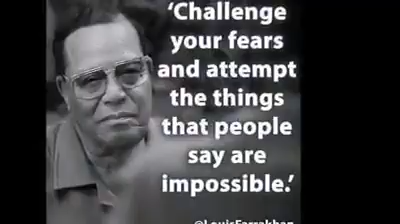 ‘Challenge
your fears
and attempt
the things
that people
say are
impossible.’
@LouisFarrakhan